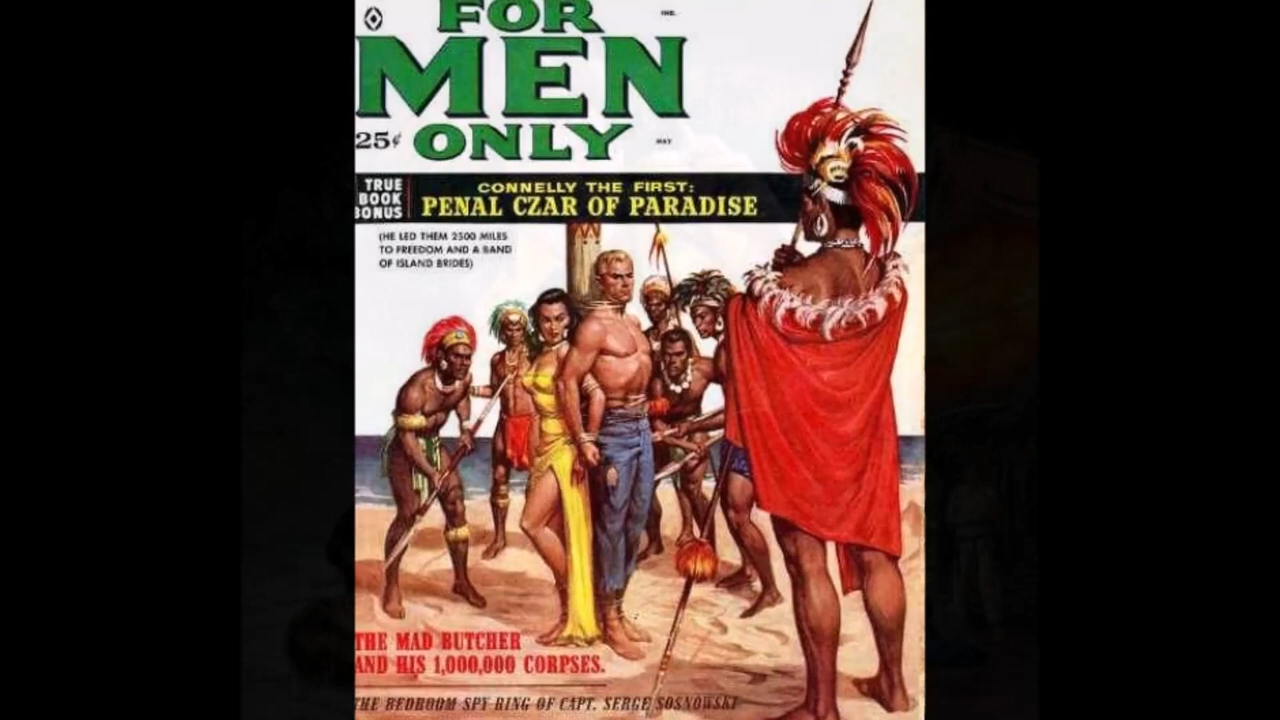 FOR
IND.
MEN
25¢ ONLY
MAY
TRUE
BOOK
BONUS
CONNELLY THE FIRST:
PENAL CZAR OF PARADISE
(HE LED THEM 2500 MILES
TO FREEDOM AND A BAND
OF ISLAND BRIDES)
THE MAD BUTCHER
AND HIS 1,000,000 CORPSES.
THE BEDROOM SPY RING OF CAPT. SERGE SOSNOWSKI